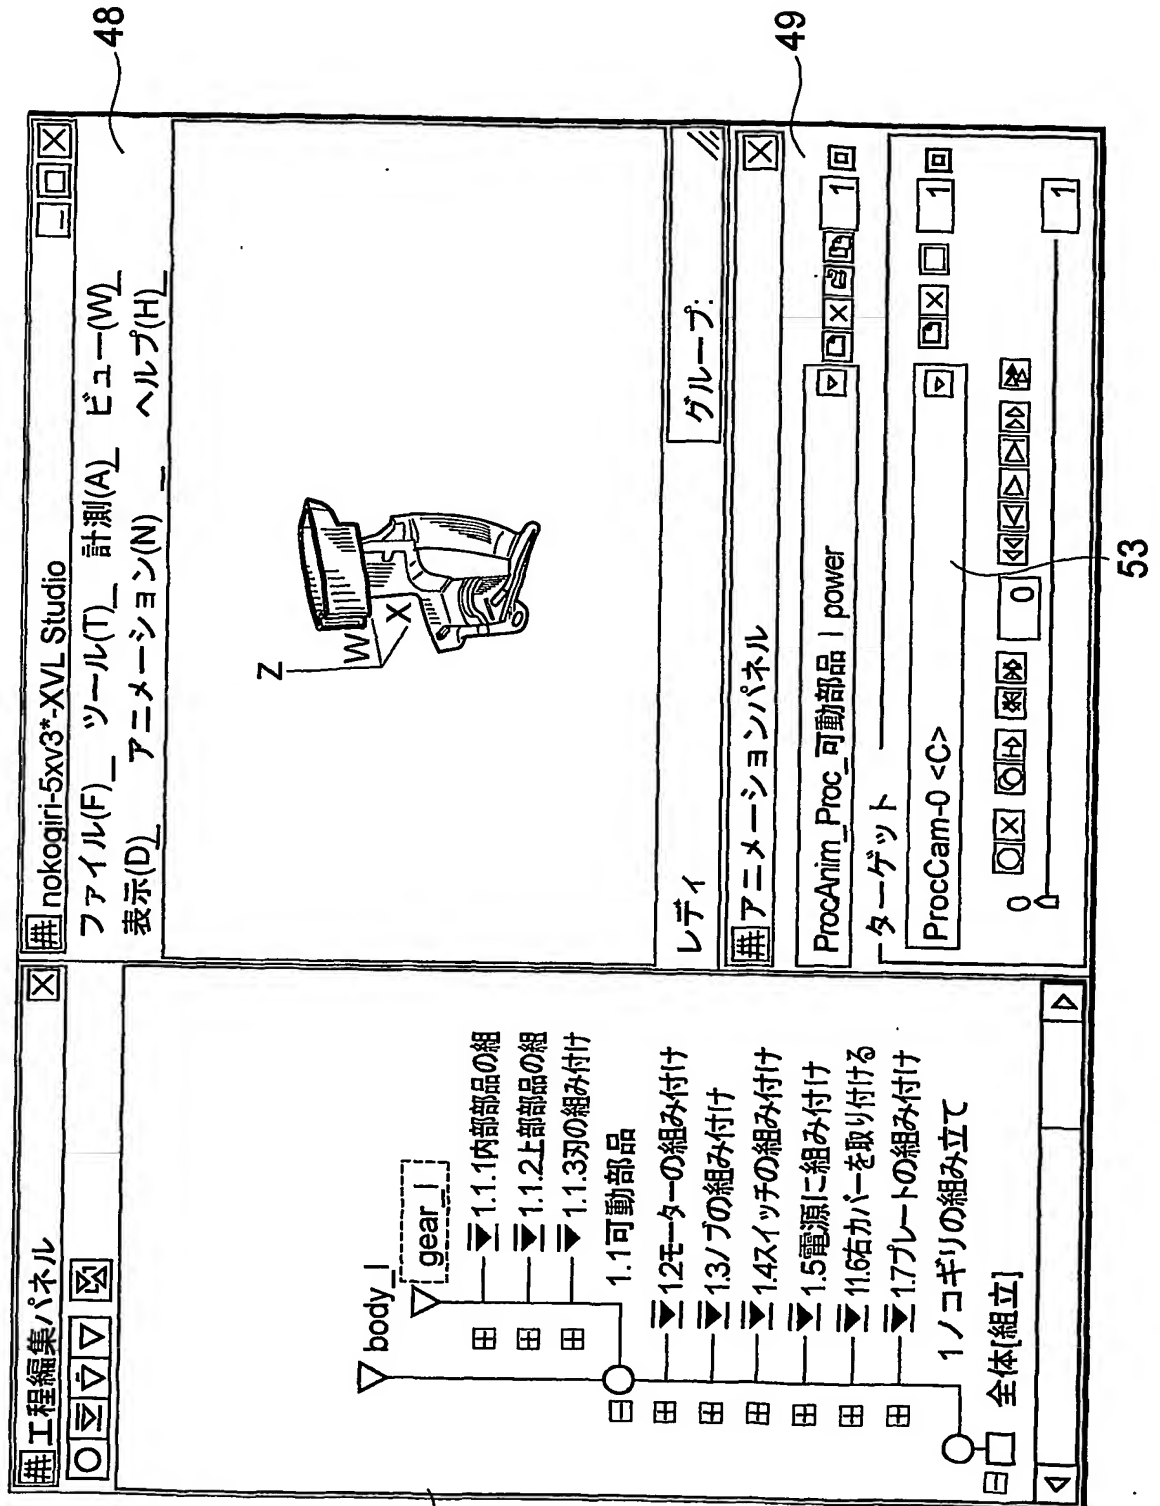 工程編集パネル
body_I
gear_I
1.1.1内部部品の組
1.1.2上部部品の組
1.1.3刃の組み付け
1.1可動部品
1.2モーターの組み付け
1.3ノブの組み付け
1.4スイッチの組み付け
1.5電源に組み付け
11.6右カバーを取り付ける
1.7プレートの組み付け
1ノコギリの組み立て
全体[組立]
nokogiri-5xv3*-XVL Studio
ファイル(F)_ ツール(T)_ 計測(A)_ ビュー(W)_
表示(D)_ アニメーション(N)_ ヘルプ(H)_
Z
W
X
レディ
グループ:
アニメーションパネル
ProcAnim_Proc_可動部品 I power
1
ターゲット
ProcCam-0 <C>
1
0
0
1
48
49
53